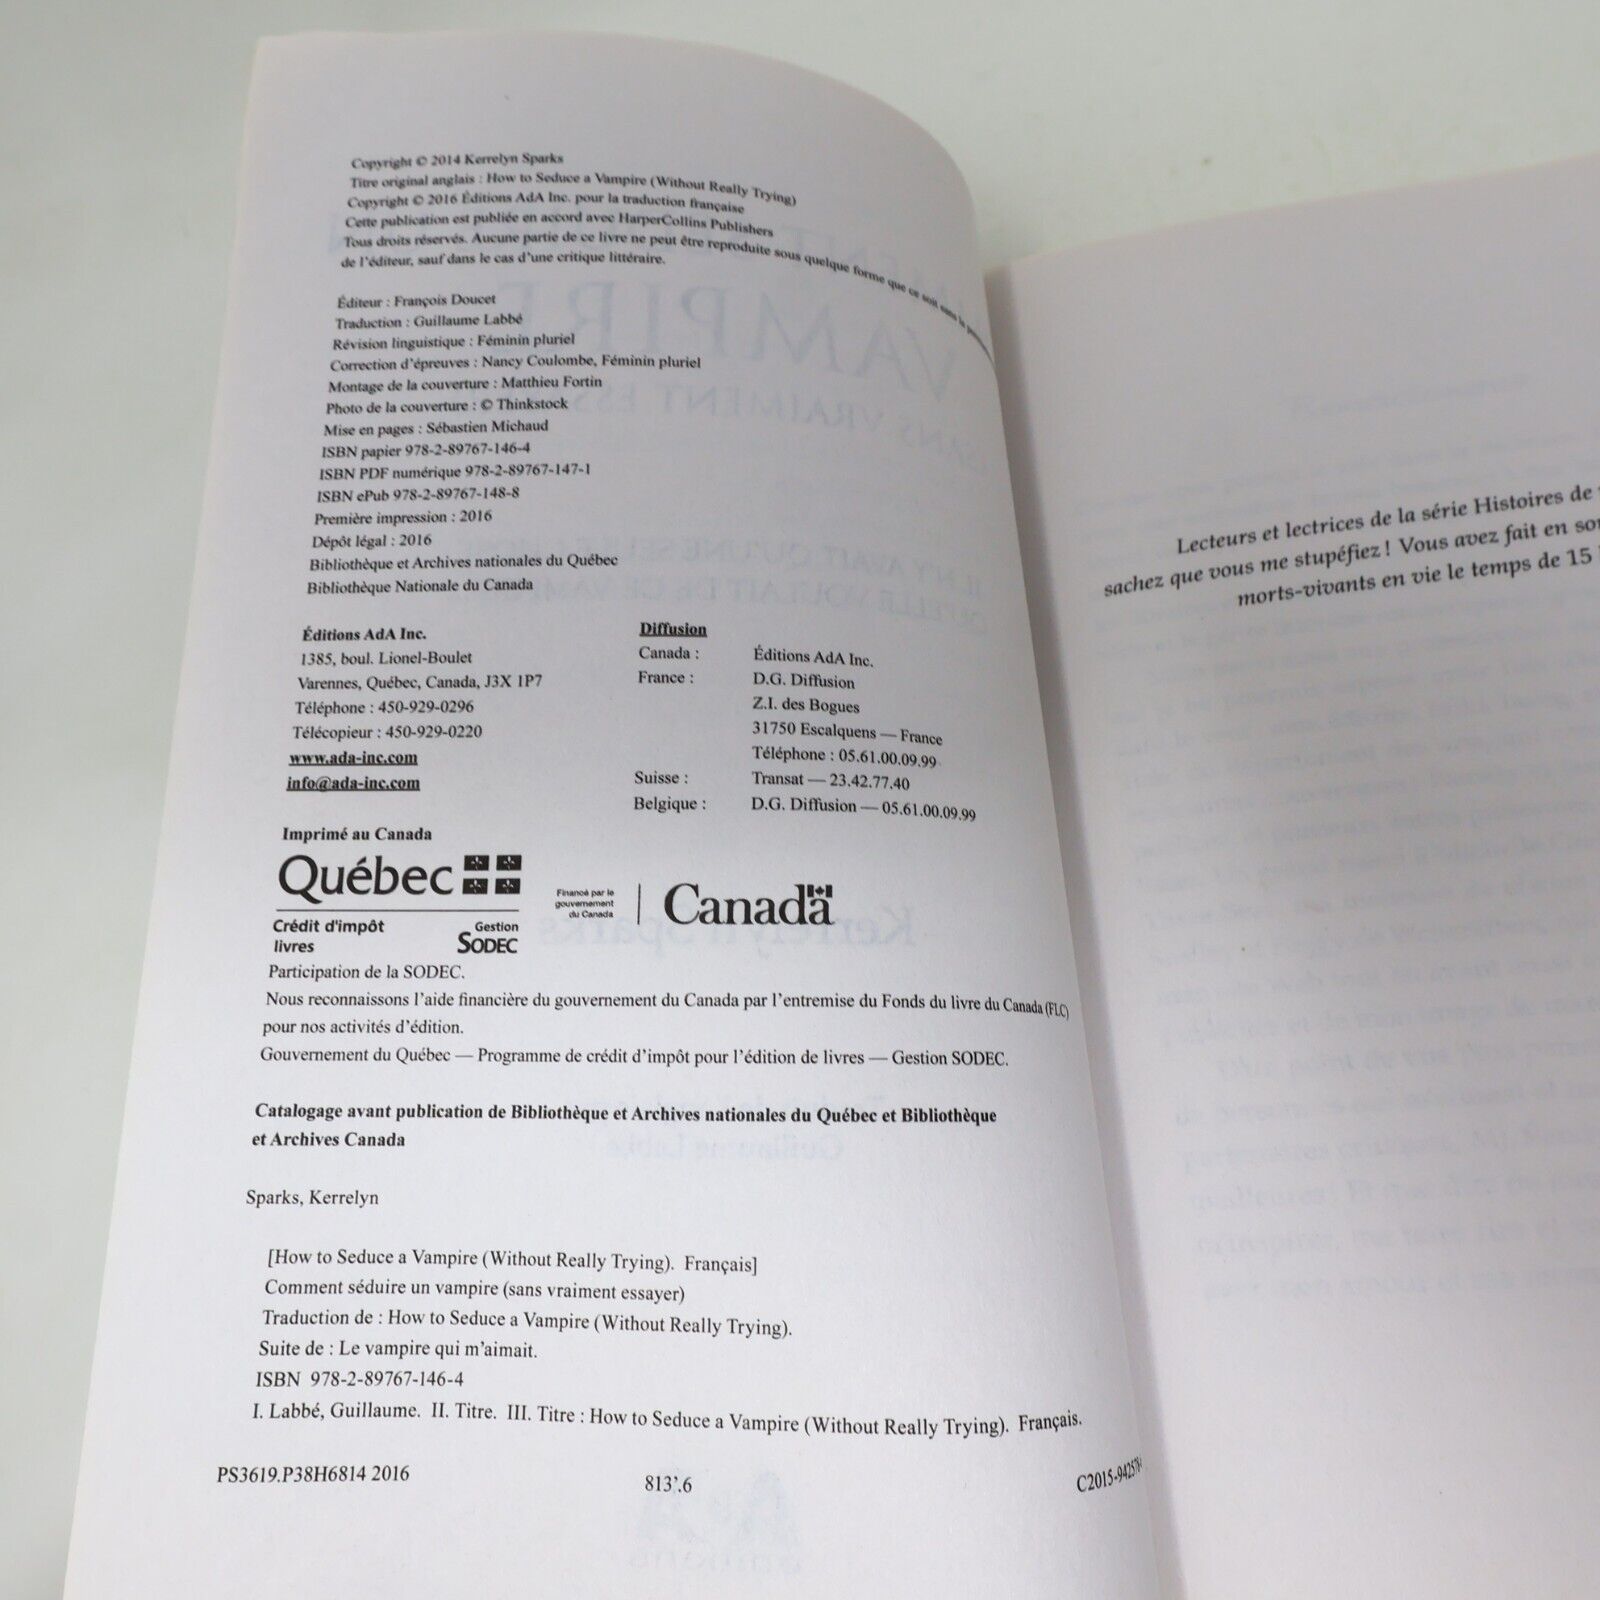 Copyright © 2014 Kerrelyn Sparks
Titre original anglais : How to Seduce a Vampire (Without Really Trying)
Copyright © 2016 Éditions AdA Inc. pour la traduction française
Cette publication est publiée en accord avec HarperCollins Publishers
Tous droits réservés. Aucune partie de ce livre ne peut être reproduite sous quelque forme que ce soit sans la
de l'éditeur, sauf dans le cas d'une critique littéraire.
Éditeur : François Doucet
Traduction : Guillaume Labbé
Révision linguistique : Féminin pluriel
Correction d'épreuves : Nancy Coulombe, Féminin pluriel
Montage de la couverture : Matthieu Fortin
Photo de la couverture : © Thinkstock
Mise en pages : Sébastien Michaud
ISBN papier 978-2-89767-146-4
ISBN PDF numérique 978-2-89767-147-1
ISBN ePub 978-2-89767-148-8
Première impression : 2016
Dépôt légal : 2016
Bibliothèque et Archives nationales du Québec
Bibliothèque Nationale du Canada
Éditions AdA Inc.
1385, boul. Lionel-Boulet
Varennes, Québec, Canada, J3X 1P7
Téléphone : 450-929-0296
Télécopieur : 450-929-0220
www.ada-inc.com
info@ada-inc.com
Diffusion
Canada : Éditions AdA Inc.
France : D.G. Diffusion
Z.I. des Bogues
31750 Escalquens — France
Téléphone : 05.61.00.09.99
Suisse : Transat — 23.42.77.40
Belgique : D.G. Diffusion — 05.61.00.09.99
Imprimé au Canada
Québec
Crédit d'impôt
livres
Gestion
SODEC
Financé par le
gouvernement
du Canada
Canada
Participation de la SODEC.
Nous reconnaissons l'aide financière du gouvernement du Canada par l'entremise du Fonds du livre du Canada (FLC)
pour nos activités d'édition.
Gouvernement du Québec — Programme de crédit d'impôt pour l'édition de livres — Gestion SODEC.
Catalogage avant publication de Bibliothèque et Archives nationales du Québec et Bibliothèque
et Archives Canada
Sparks, Kerrelyn
[How to Seduce a Vampire (Without Really Trying). Français]
Comment séduire un vampire (sans vraiment essayer)
Traduction de : How to Seduce a Vampire (Without Really Trying).
Suite de : Le vampire qui m'aimait.
ISBN 978-2-89767-146-4
I. Labbé, Guillaume. II. Titre. III. Titre : How to Seduce a Vampire (Without Really Trying). Français.
PS3619.P38H6814 2016 813'.6
Lecteurs et lectrices de la série Histoires de
sachez que vous me stupéfiez ! Vous avez fait en
morts-vivants en vie le temps de 15